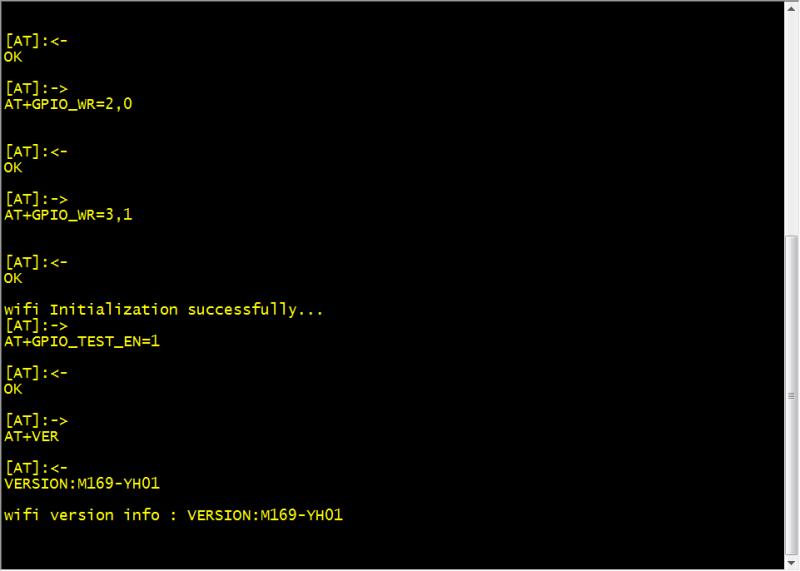 [AT]:<-
OK
[AT]:->
AT+GPIO_WR=2,0
[AT]:<-
OK
[AT]:->
AT+GPIO_WR=3,1
[AT]:<-
OK
wifi Initialization successfully...
[AT]:->
AT+GPIO_TEST_EN=1
[AT]:<-
OK
[AT]:->
AT+VER
[AT]:<-
VERSION:M169-YH01
wifi version info : VERSION:M169-YH01